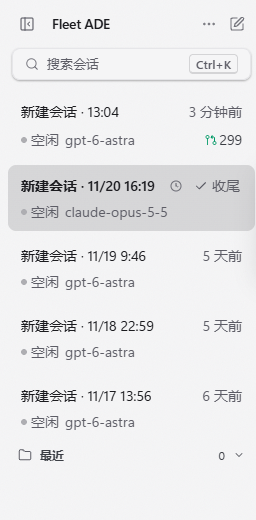 Fleet ADE
搜索会话 Ctrl+K
新建会话 · 13:04 3 分钟前
空闲 gpt-6-astra 299
新建会话 · 11/20 16:19 收尾
空闲 claude-opus-5-5
新建会话 · 11/19 9:46 5 天前
空闲 gpt-6-astra
新建会话 · 11/18 22:59 5 天前
空闲 gpt-6-astra
新建会话 · 11/17 13:56 6 天前
空闲 gpt-6-astra
最近 0